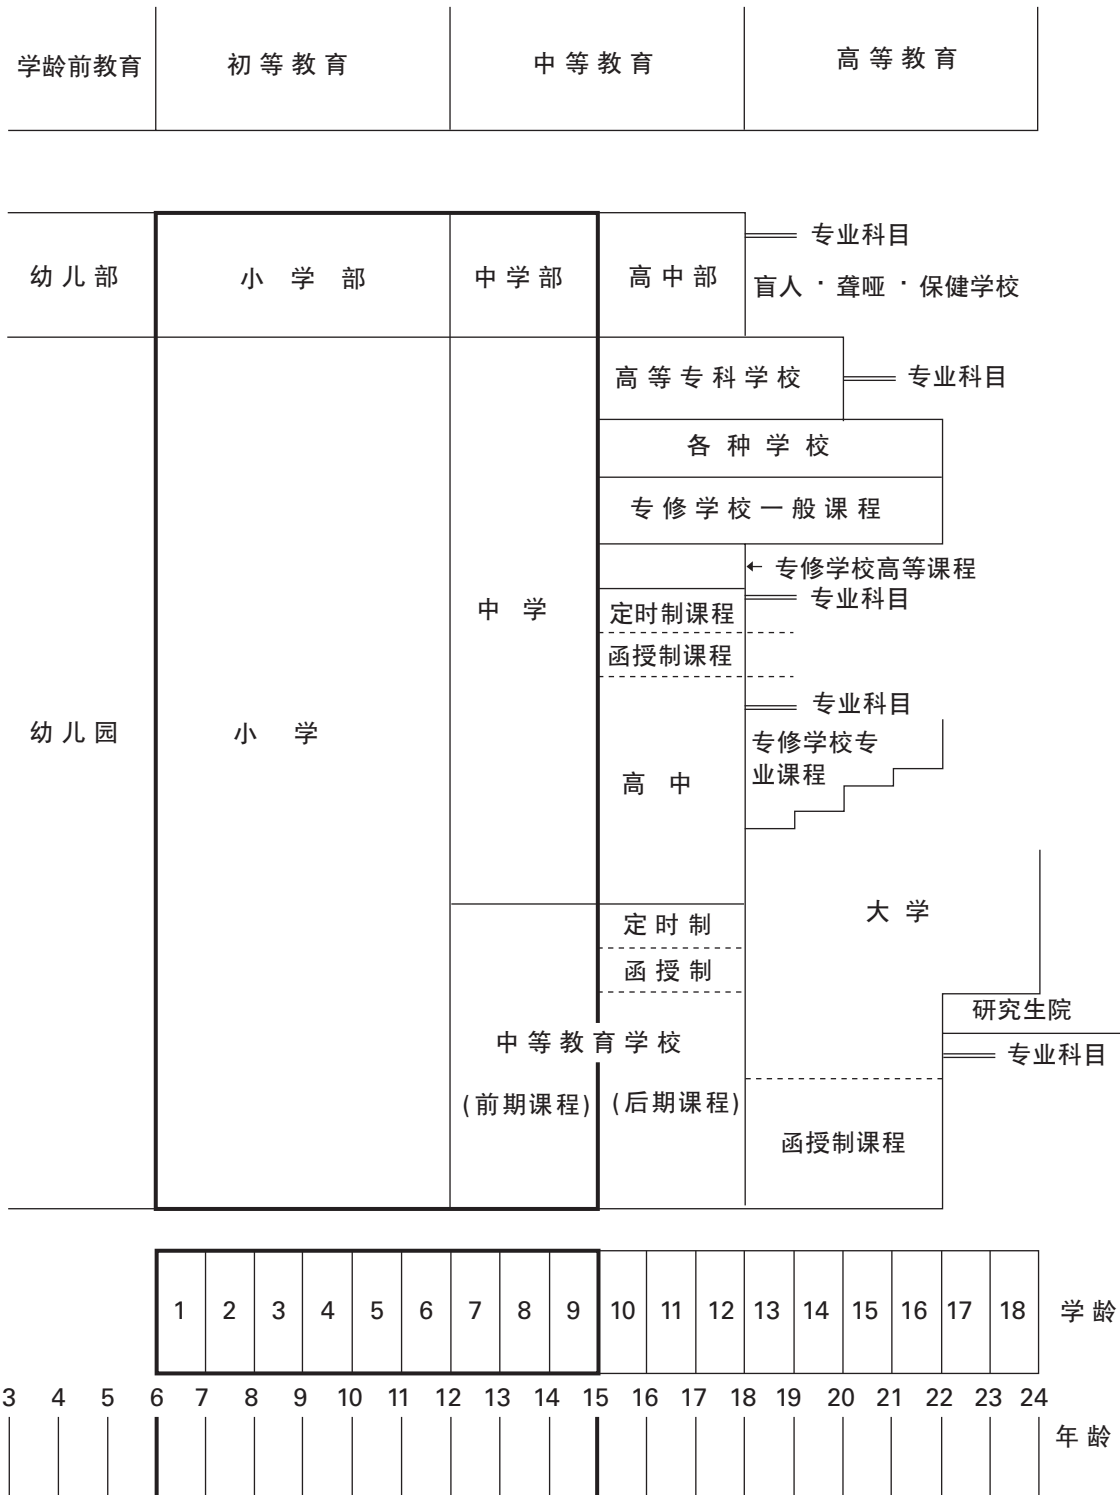 学龄前教育 初等教育 中等教育 高等教育
专业科目
幼儿部 小学部 中学部 高中部 盲人·聋哑·保健学校
高等专科学校 专业科目
各种学校
专修学校一般课程
← 专修学校高等课程
专业科目
中学 定时制课程
函授制课程
专业科目
幼儿园 小学
专修学校专
业课程
高中
大学
定时制
函授制
研究生院
中等教育学校
专业科目
(前期课程) (后期课程)
函授制课程
1 2 3 4 5 6 7 8 9 10 11 12 13 14 15 16 17 18 学龄
3 4 5 6 7 8 9 10 11 12 13 14 15 16 17 18 19 20 21 22 23 24
年龄